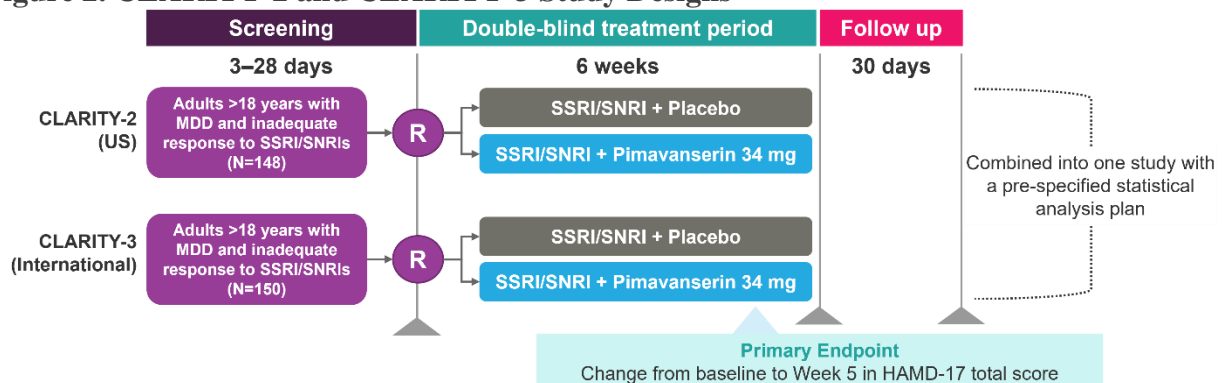 Screening
Double-blind treatment period
Follow up
3–28 days
6 weeks
30 days
CLARITY-2
(US)
Adults >18 years with
MDD and inadequate
response to SSRI/SNRIs
(N=148)
R
SSRI/SNRI + Placebo
SSRI/SNRI + Pimavanserin 34 mg
CLARITY-3
(International)
Adults >18 years with
MDD and inadequate
response to SSRI/SNRIs
(N=150)
R
SSRI/SNRI + Placebo
SSRI/SNRI + Pimavanserin 34 mg
Combined into one study with
a pre-specified statistical
analysis plan
Primary Endpoint
Change from baseline to Week 5 in HAMD-17 total score